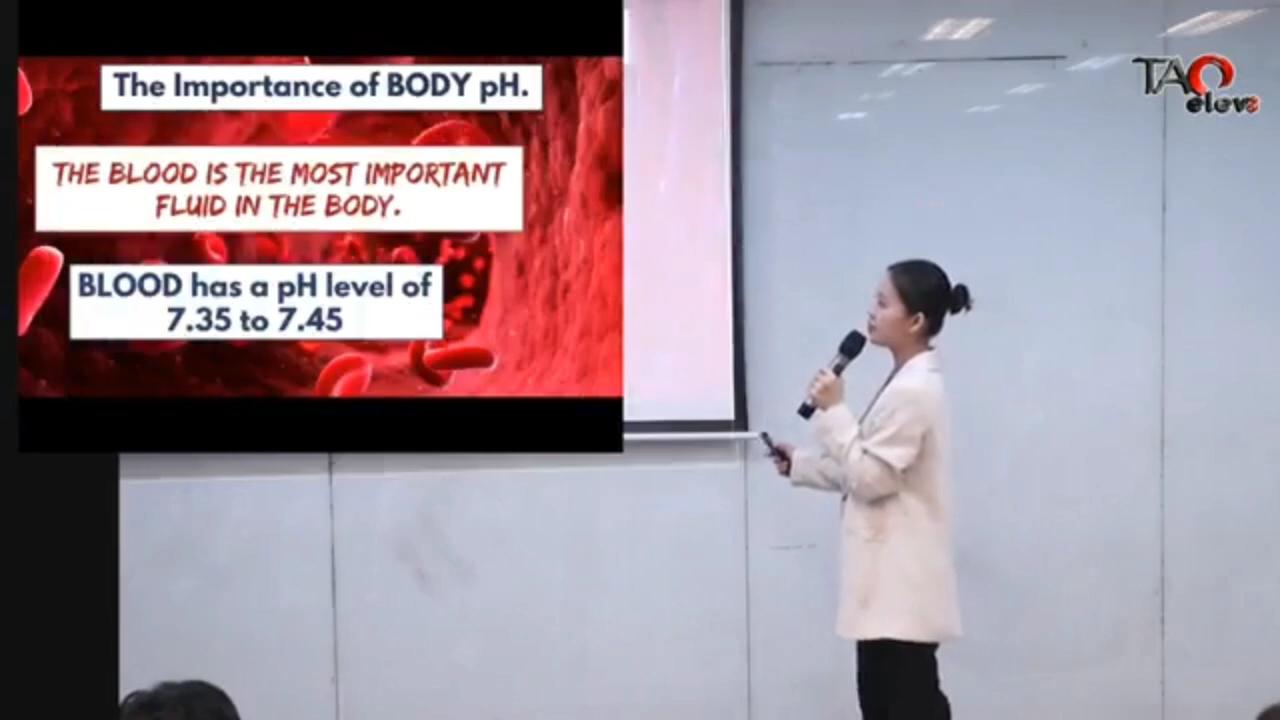 The Importance of BODY pH.
THE BLOOD IS THE MOST IMPORTANT
FLUID IN THE BODY.
BLOOD has a pH level of
7.35 to 7.45
TAO
elev8